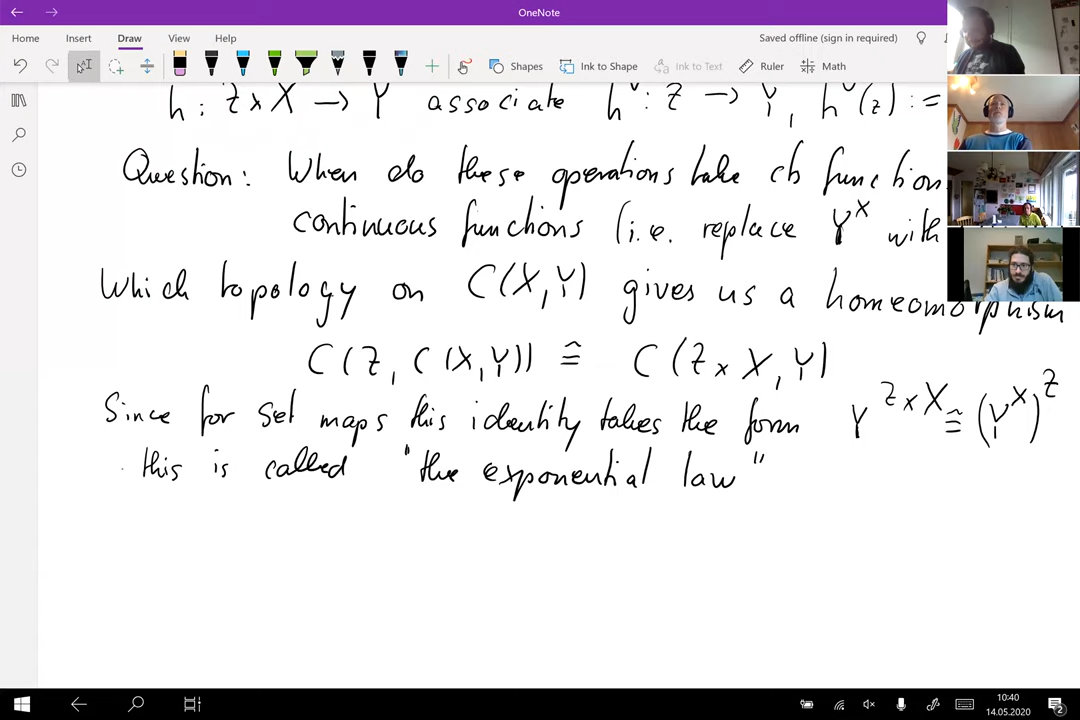 OneNote
Home Insert Draw View Help Saved offline (sign in required)
Shapes Ink to Shape Ink to Text Ruler Math
h : Z × X → Y associate h^v : Z → Y, h^v(z) :=
Question: When do these operations take cts function
continuous functions (i.e. replace Y^X with
Which topology on C(X,Y) gives us a homeomorphism
C(Z, C(X,Y)) ≅ C(Z × X, Y)
Since for set maps this identity takes the form Y^{Z×X} ≅ (Y^X)^Z
this is called "the exponential law"
10:40
14.05.2020
2